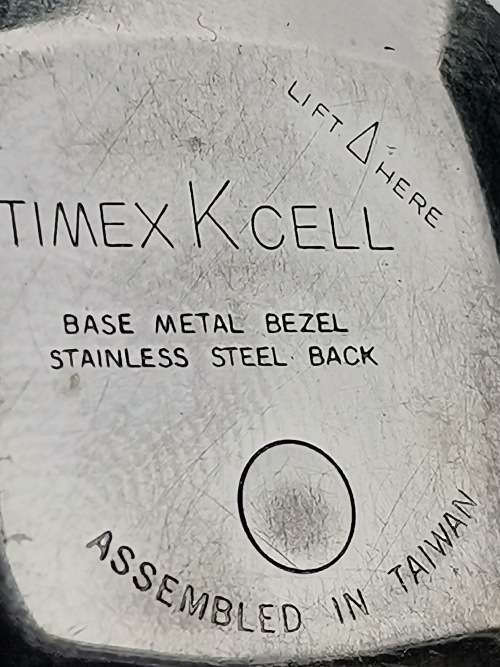 LIFT △ HERE
TIMEX K CELL
BASE METAL BEZEL
STAINLESS STEEL BACK
ASSEMBLED IN TAIWAN